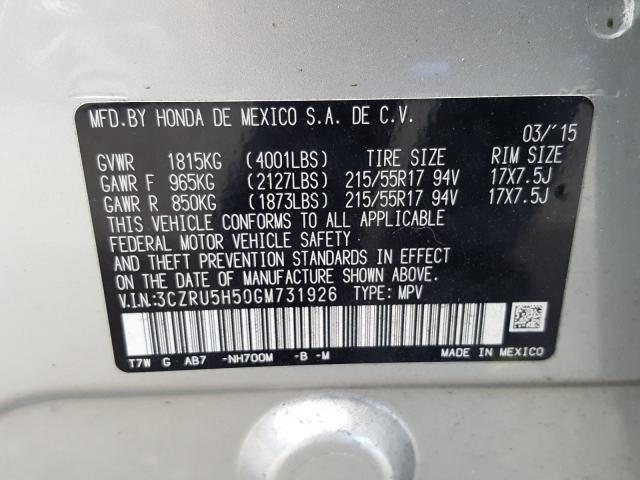 MFD.BY HONDA DE MEXICO S.A. DE C.V.
03/'15
GVWR 1815KG (4001LBS) TIRE SIZE RIM SIZE
GAWR F 965KG (2127LBS) 215/55R17 94V 17X7.5J
GAWR R 850KG (1873LBS) 215/55R17 94V 17X7.5J
THIS VEHICLE CONFORMS TO ALL APPLICABLE
FEDERAL MOTOR VEHICLE SAFETY
AND THEFT PREVENTION STANDARDS IN EFFECT
ON THE DATE OF MANUFACTURE SHOWN ABOVE.
V.I.N:3CZRU5H50GM731926 TYPE: MPV
T7W G AB7 -NH700M -B -M MADE IN MEXICO